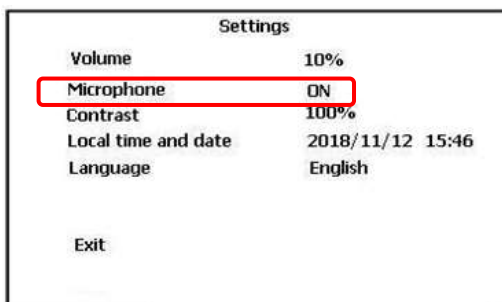 Settings
Volume 10%
Microphone ON
Contrast 100%
Local time and date 2018/11/12 15:46
Language English
Exit